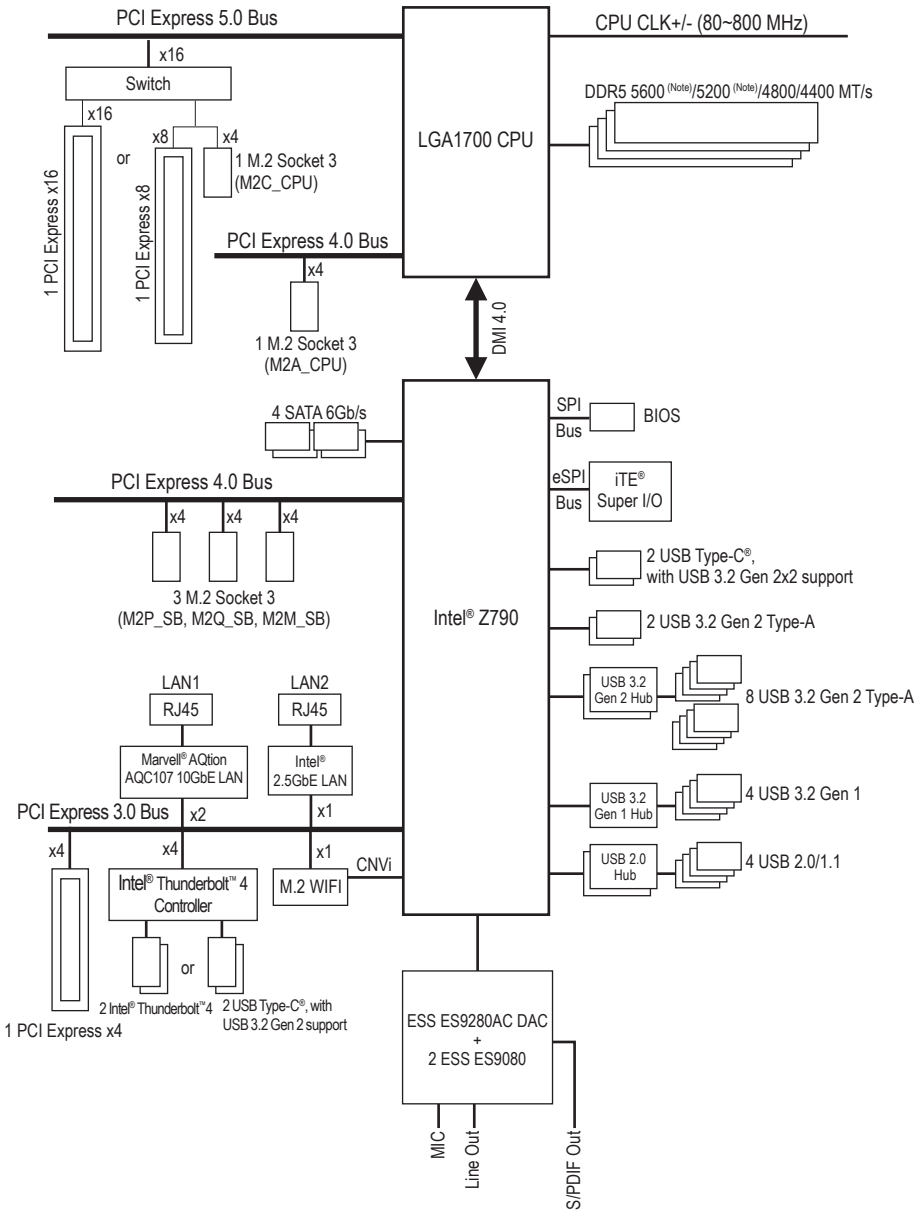 PCI Express 5.0 Bus
CPU CLK+/- (80~800 MHz)
x16
Switch
DDR5 5600 (Note)/5200 (Note)/4800/4400 MT/s
x16
x8
x4
LGA1700 CPU
or
1 M.2 Socket 3
(M2C_CPU)
1 PCI Express x16
1 PCI Express x8
PCI Express 4.0 Bus
x4
1 M.2 Socket 3
(M2A_CPU)
DMI 4.0
4 SATA 6Gb/s
SPI
Bus
BIOS
PCI Express 4.0 Bus
eSPI
Bus
iTE®
Super I/O
x4
x4
x4
3 M.2 Socket 3
(M2P_SB, M2Q_SB, M2M_SB)
2 USB Type-C®,
with USB 3.2 Gen 2x2 support
Intel® Z790
2 USB 3.2 Gen 2 Type-A
LAN1
LAN2
RJ45
RJ45
USB 3.2
Gen 2 Hub
8 USB 3.2 Gen 2 Type-A
Marvell® AQtion
AQC107 10GbE LAN
Intel®
2.5GbE LAN
PCI Express 3.0 Bus
x2
x1
USB 3.2
Gen 1 Hub
4 USB 3.2 Gen 1
x4
x4
x1
CNVi
USB 2.0
Hub
4 USB 2.0/1.1
Intel® Thunderbolt™ 4
Controller
M.2 WIFI
or
2 Intel® Thunderbolt™ 4
2 USB Type-C®, with
USB 3.2 Gen 2 support
1 PCI Express x4
ESS ES9280AC DAC
+
2 ESS ES9080
MIC
Line Out
S/PDIF Out